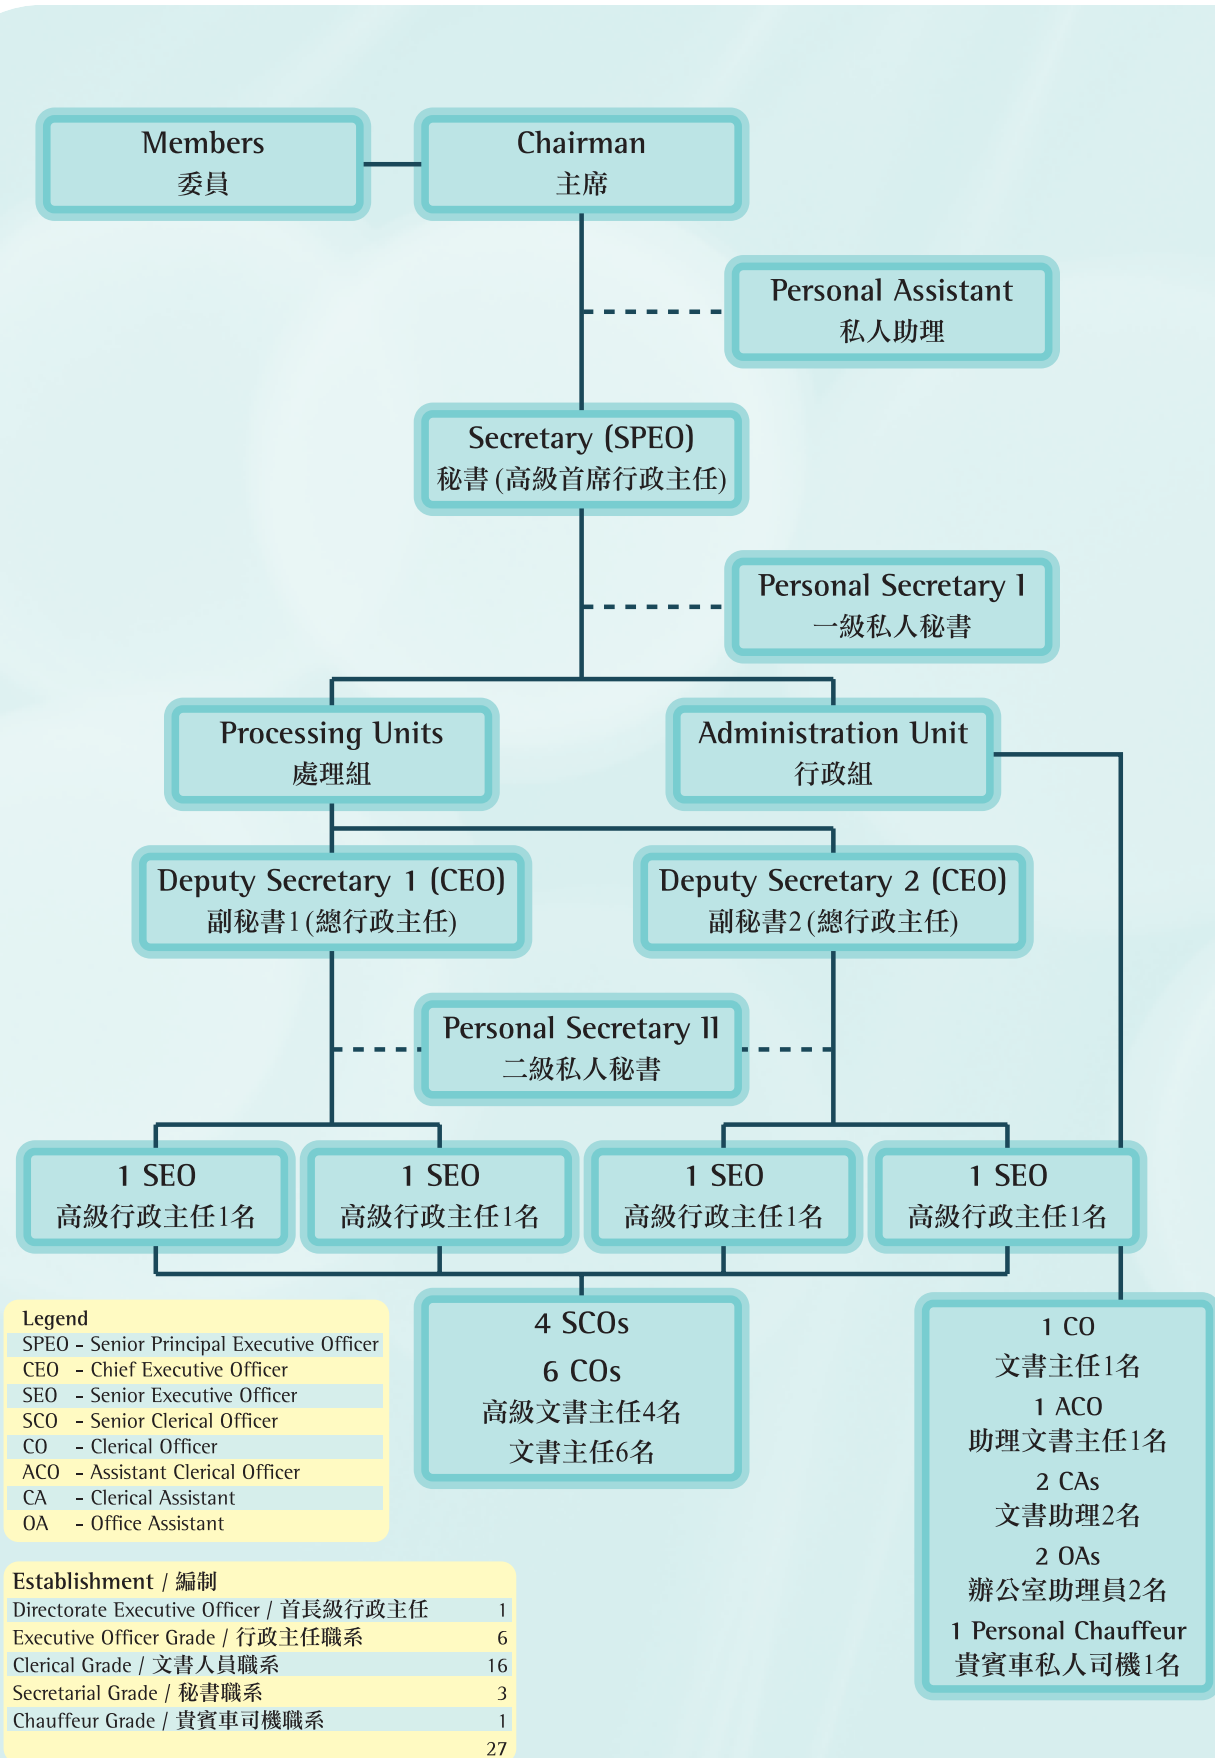 Members
委員
Chairman
主席
Personal Assistant
私人助理
Secretary (SPEO)
秘書 (高級首席行政主任)
Personal Secretary I
一級私人秘書
Processing Units
處理組
Administration Unit
行政組
Deputy Secretary 1 (CEO)
副秘書1 (總行政主任)
Deputy Secretary 2 (CEO)
副秘書2 (總行政主任)
Personal Secretary II
二級私人秘書
1 SEO
高級行政主任1名
1 SEO
高級行政主任1名
1 SEO
高級行政主任1名
1 SEO
高級行政主任1名
4 SCOs
6 COs
高級文書主任4名
文書主任6名
1 CO
文書主任1名
1 ACO
助理文書主任1名
2 CAs
文書助理2名
2 OAs
辦公室助理員2名
1 Personal Chauffeur
貴賓車私人司機1名
Legend
SPEO - Senior Principal Executive Officer
CEO - Chief Executive Officer
SEO - Senior Executive Officer
SCO - Senior Clerical Officer
CO - Clerical Officer
ACO - Assistant Clerical Officer
CA - Clerical Assistant
OA - Office Assistant
Establishment / 編制
Directorate Executive Officer / 首長級行政主任 1
Executive Officer Grade / 行政主任職系 6
Clerical Grade / 文書人員職系 16
Secretarial Grade / 秘書職系 3
Chauffeur Grade / 貴賓車司機職系 1
27